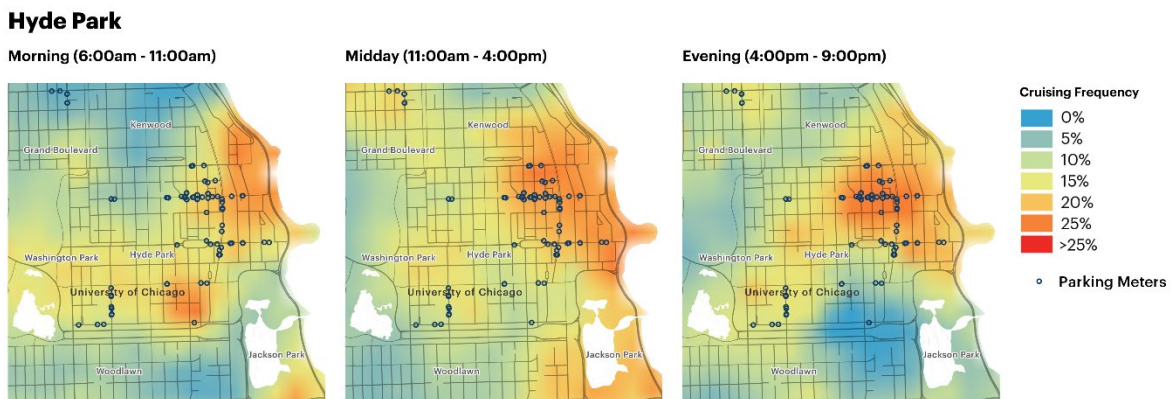 Hyde Park
Morning (6:00am - 11:00am)
Midday (11:00am - 4:00pm)
Evening (4:00pm - 9:00pm)
Kenwood
Grand Boulevard
Washington Park
Hyde Park
University of Chicago
Jackson Park
Woodlawn
Kenwood
Grand Boulevard
Washington Park
Hyde Park
University of Chicago
Jackson Park
Woodlawn
Kenwood
Grand Boulevard
Washington Park
Hyde Park
University of Chicago
Jackson Park
Woodlawn
Cruising Frequency
0%
5%
10%
15%
20%
25%
>25%
Parking Meters